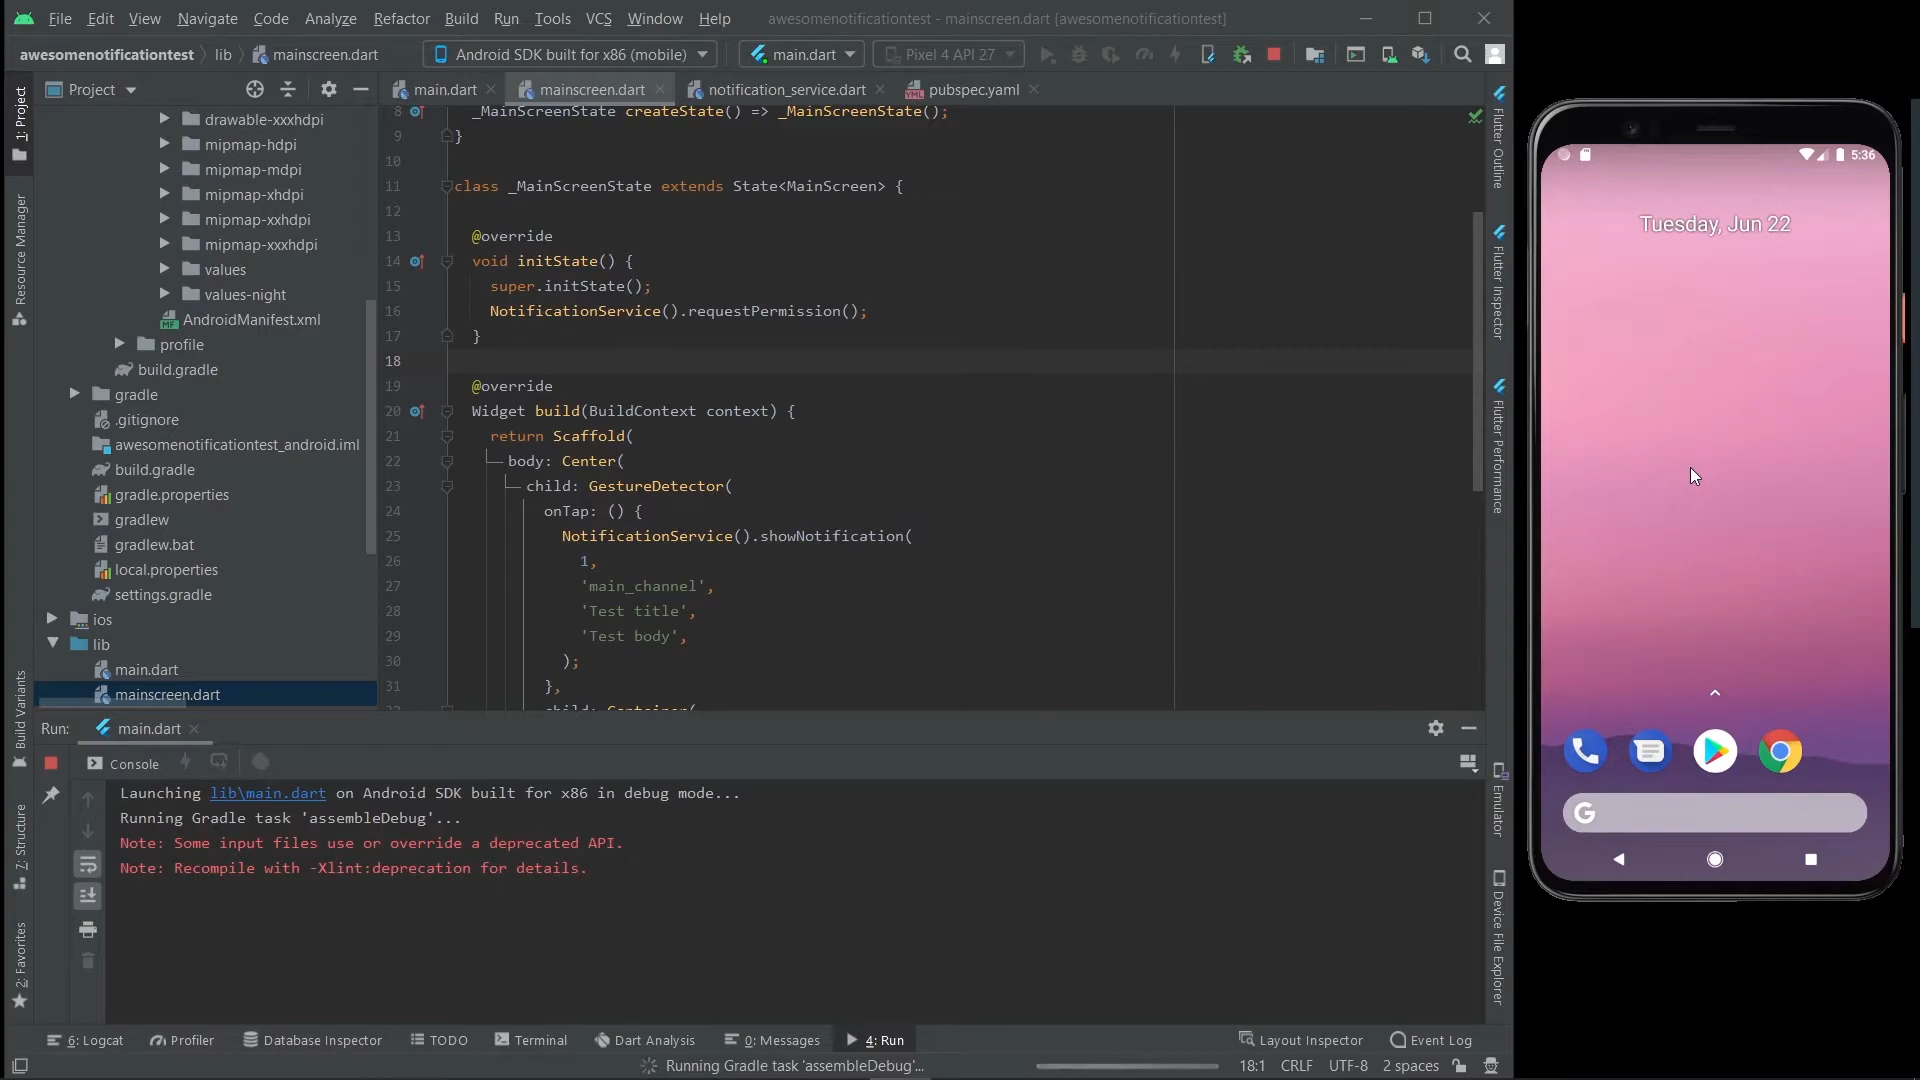 File Edit View Navigate Code Analyze Refactor Build Run Tools VCS Window Help awesomenotificationtest - mainscreen.dart [awesomenotificationtest]
awesomenotificationtest lib mainscreen.dart Android SDK built for x86 (mobile) main.dart Pixel 4 API 27
Project main.dart mainscreen.dart notification_service.dart pubspec.yaml
1: Project
Resource Manager
Build Variants
7: Structure
2: Favorites
drawable-xxxhdpi
mipmap-hdpi
mipmap-mdpi
mipmap-xhdpi
mipmap-xxhdpi
mipmap-xxxhdpi
values
values-night
AndroidManifest.xml
profile
build.gradle
gradle
.gitignore
awesomenotificationtest_android.iml
build.gradle
gradle.properties
gradlew
gradlew.bat
local.properties
settings.gradle
ios
lib
main.dart
mainscreen.dart
8 _MainScreenState createState() => _MainScreenState();
9 }
10
11 class _MainScreenState extends State<MainScreen> {
12
13 @override
14 void initState() {
15 super.initState();
16 NotificationService().requestPermission();
17 }
18
19 @override
20 Widget build(BuildContext context) {
21 return Scaffold(
22 body: Center(
23 child: GestureDetector(
24 onTap: () {
25 NotificationService().showNotification(
26 1,
27 'main_channel',
28 'Test title',
29 'Test body',
30 );
31 },
child: Container(
Flutter Outline
Flutter Inspector
Flutter Performance
Emulator
Device File Explorer
Run: main.dart
Console
Launching lib\main.dart on Android SDK built for x86 in debug mode...
Running Gradle task 'assembleDebug'...
Note: Some input files use or override a deprecated API.
Note: Recompile with -Xlint:deprecation for details.
6: Logcat Profiler Database Inspector TODO Terminal Dart Analysis 0: Messages 4: Run Layout Inspector Event Log
Running Gradle task 'assembleDebug'... 18:1 CRLF UTF-8 2 spaces
5:36
Tuesday, Jun 22
G